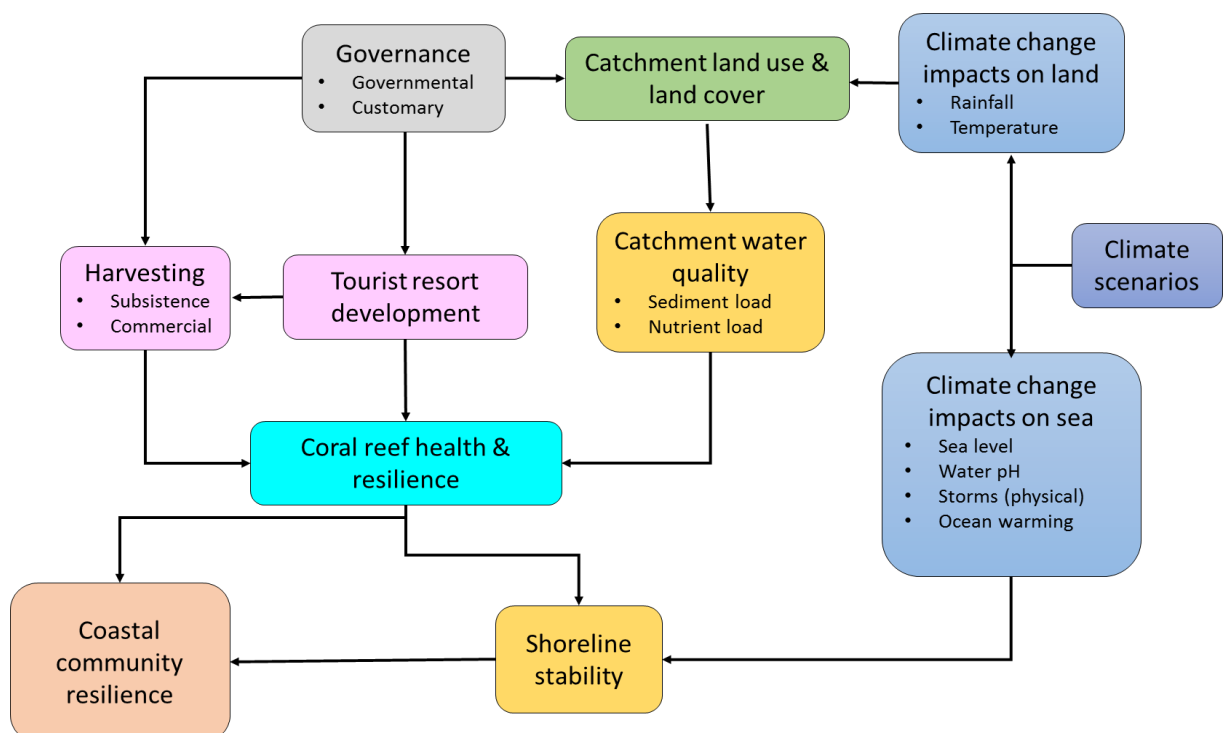 Governance
• Governmental
• Customary
Catchment land use &
land cover
Climate change
impacts on land
• Rainfall
• Temperature
Harvesting
• Subsistence
• Commercial
Tourist resort
development
Catchment water
quality
• Sediment load
• Nutrient load
Climate
scenarios
Climate change
impacts on sea
• Sea level
• Water pH
• Storms (physical)
• Ocean warming
Coral reef health &
resilience
Coastal
community
resilience
Shoreline
stability